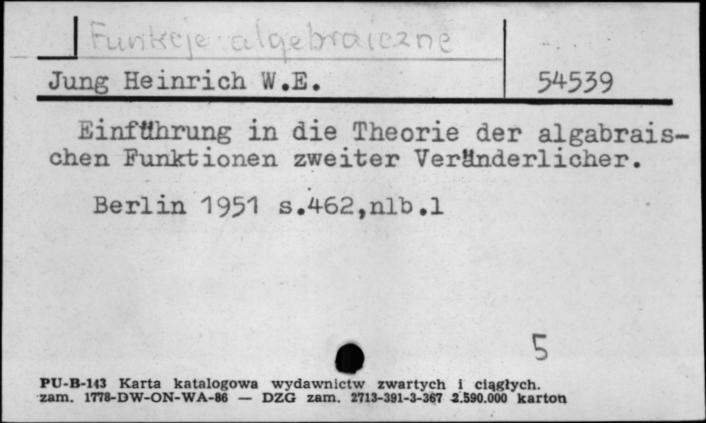 Funkcje algebraiczne
Jung Heinrich W.E. 54539
Einführung in die Theorie der algabrais-
chen Funktionen zweiter Veränderlicher.
Berlin 1951 s.462,nlb.1
5
PU-B-143 Karta katalogowa wydawnictw zwartych i ciągłych.
zam. 1778-DW-ON-WA-86 — DZG zam. 2713-391-3-367 2.590.000 karton